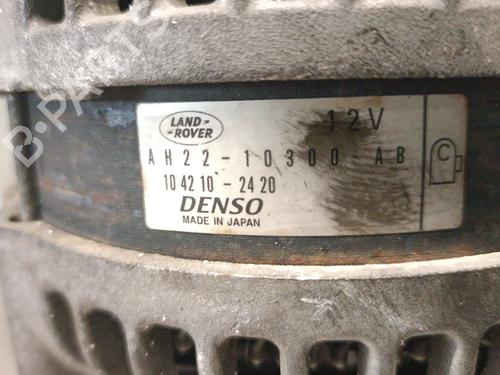 B-PARTS
LAND
ROVER
12V
AH22-10300-AB
104210-2420
C
DENSO
MADE IN JAPAN